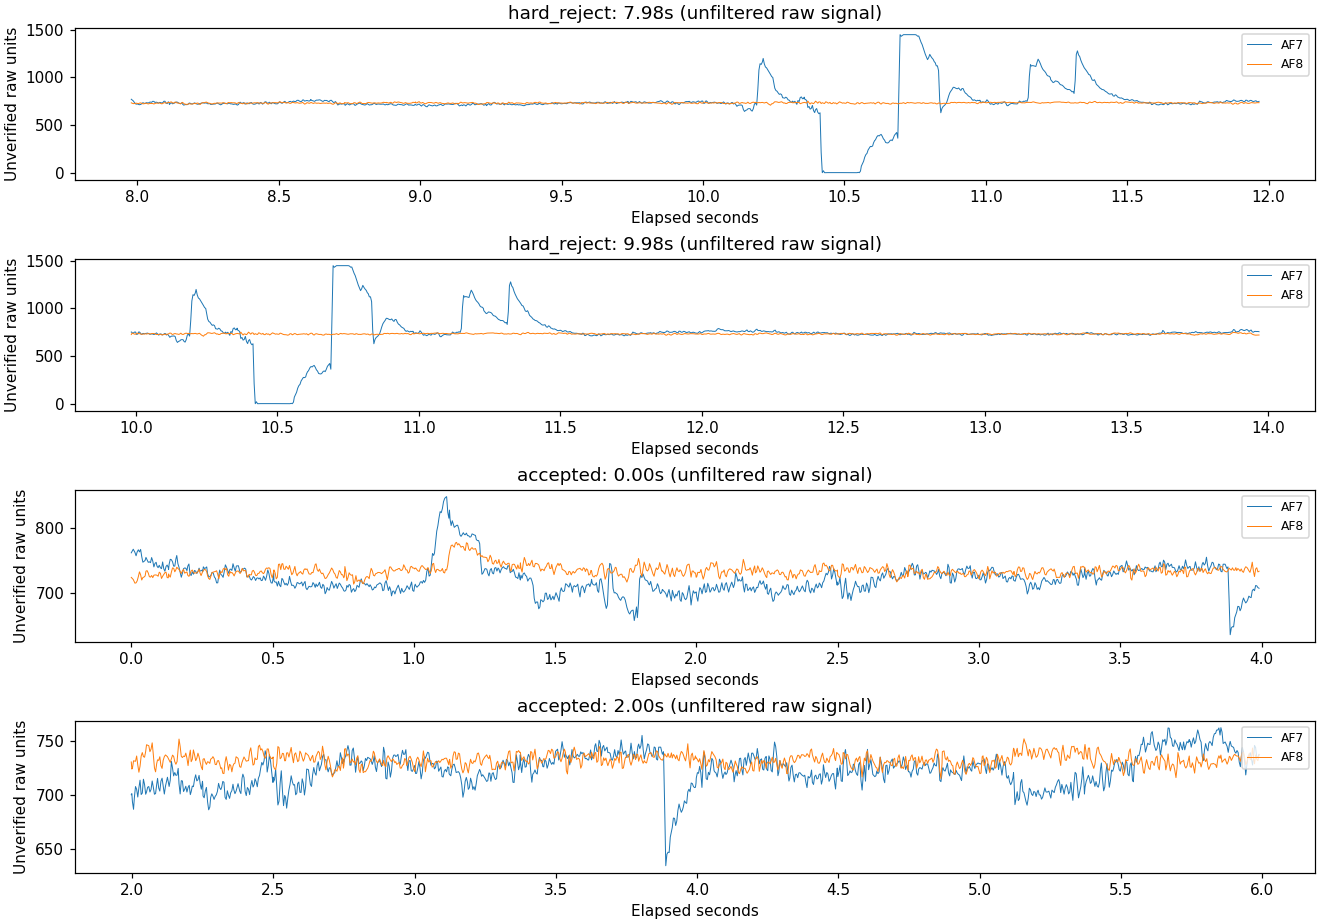 hard_reject: 7.98s (unfiltered raw signal)
Unverified raw units
1500
1000
500
0
AF7
AF8
8.0 8.5 9.0 9.5 10.0 10.5 11.0 11.5 12.0
Elapsed seconds
hard_reject: 9.98s (unfiltered raw signal)
Unverified raw units
1500
1000
500
0
AF7
AF8
10.0 10.5 11.0 11.5 12.0 12.5 13.0 13.5 14.0
Elapsed seconds
accepted: 0.00s (unfiltered raw signal)
Unverified raw units
800
700
AF7
AF8
0.0 0.5 1.0 1.5 2.0 2.5 3.0 3.5 4.0
Elapsed seconds
accepted: 2.00s (unfiltered raw signal)
Unverified raw units
750
700
650
AF7
AF8
2.0 2.5 3.0 3.5 4.0 4.5 5.0 5.5 6.0
Elapsed seconds